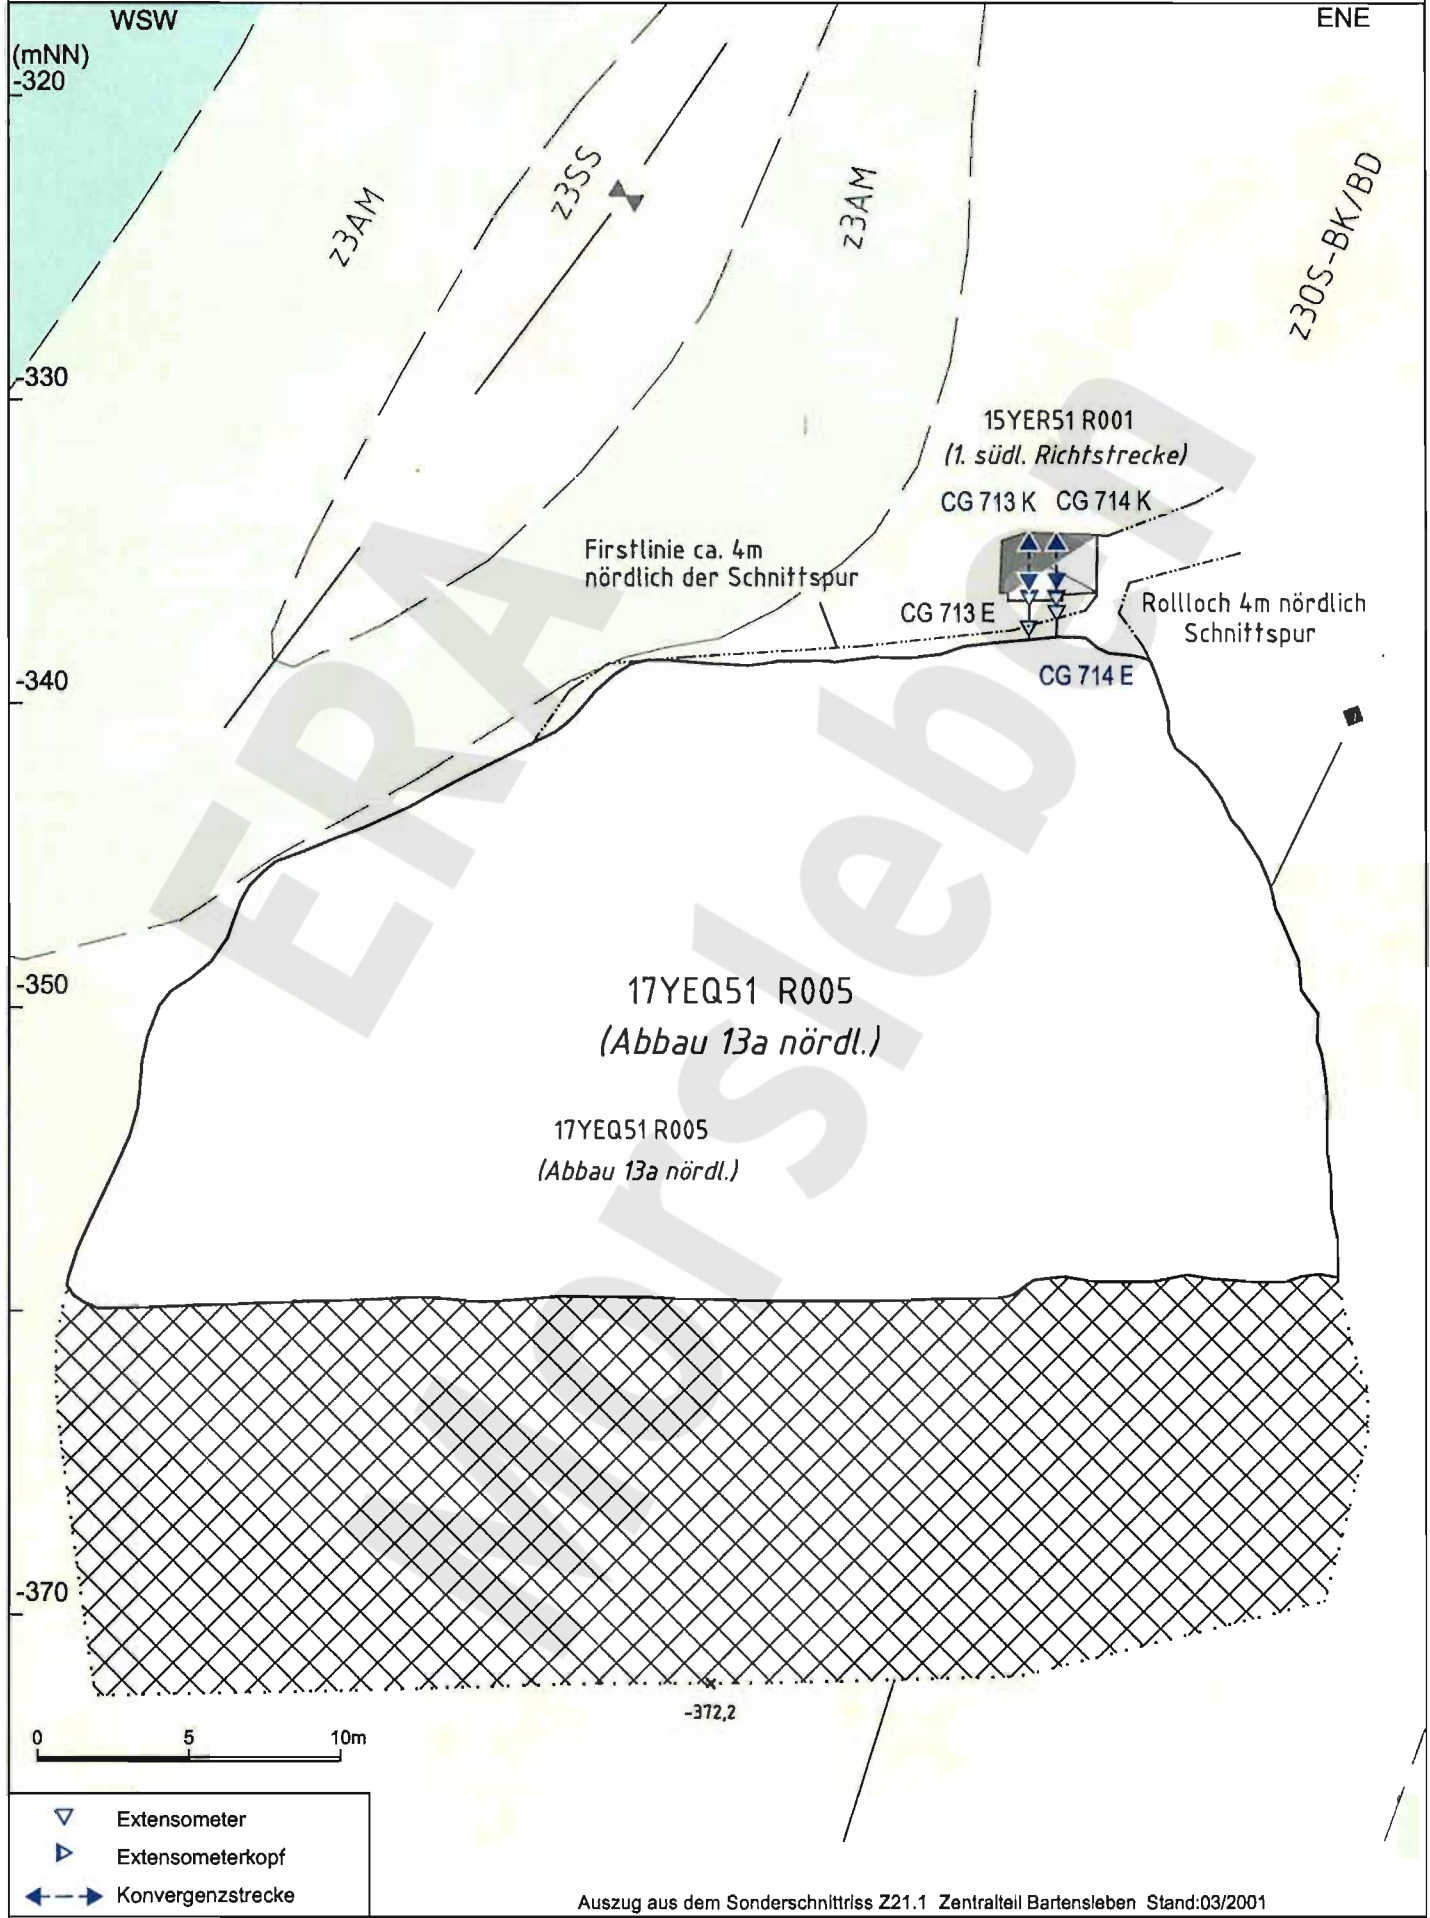 WSW
ENE
(mNN)
-320
z3AM
z3SS
z3AM
z3OS-BK/BD
-330
15YER51 R001
(1. südl. Richtstrecke)
CG 713 K CG 714 K
Firstlinie ca. 4m
nördlich der Schnittspur
CG 713 E
Rollloch 4m nördlich
Schnittspur
-340
CG 714 E
-350
17YEQ51 R005
(Abbau 13a nördl.)
17YEQ51 R005
(Abbau 13a nördl.)
-370
-372,2
0 5 10m
Extensometer
Extensometerkopf
Konvergenzstrecke
Auszug aus dem Sonderschnittriss Z21.1 Zentralteil Bartensleben Stand:03/2001
ERA
Morsleben